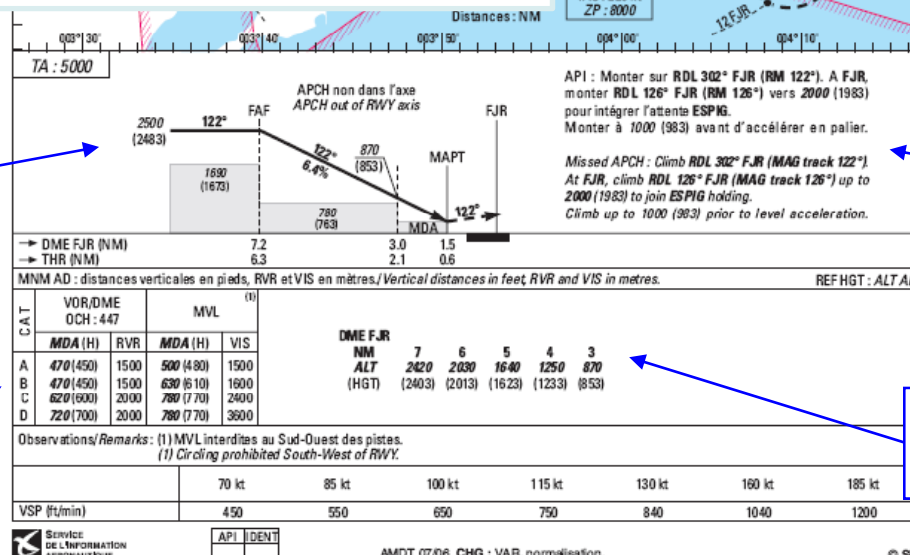 Distances : NM
ZP : 8000
12 FJR
003° 30'
003° 40'
003° 50'
004° 00'
004° 10'
TA : 5000
APCH non dans l'axe
APCH out of RWY axis
FAF
FJR
2500
(2483)
122°
122°
6.4%
870
(853)
MAPT
122°
1690
(1673)
780
(763)
MDA
API : Monter sur RDL 302° FJR (RM 122°). A FJR,
monter RDL 126° FJR (RM 126°) vers 2000 (1983)
pour intégrer l'attente ESPIG.
Monter à 1000 (983) avant d'accélérer en palier.
Missed APCH : Climb RDL 302° FJR (MAG track 122°).
At FJR, climb RDL 126° FJR (MAG track 126°) up to
2000 (1983) to join ESPIG holding.
Climb up to 1000 (983) prior to level acceleration.
DME FJR (NM) 7.2 3.0 1.5
THR (NM) 6.3 2.1 0.6
MNM AD : distances verticales en pieds, RVR et VIS en mètres./Vertical distances in feet, RVR and VIS in metres. REF HGT : ALT
CAT
VOR/DME
OCH : 447
MVL (1)
MDA (H) RVR MDA (H) VIS
A 470 (450) 1500 500 (480) 1500
B 470 (450) 1500 630 (610) 1600
C 620 (600) 2000 780 (770) 2400
D 720 (700) 2000 780 (770) 3600
DME FJR
NM 7 6 5 4 3
ALT 2420 2030 1640 1250 870
(HGT) (2403) (2013) (1623) (1233) (853)
Observations/Remarks : (1) MVL interdites au Sud-Ouest des pistes.
(1) Circling prohibited South-West of RWY.
70 kt 85 kt 100 kt 115 kt 130 kt 160 kt 185 kt
VSP (ft/min) 450 550 650 750 840 1040 1200
SERVICE
DE L'INFORMATION
AERONAUTIQUE
API IDENT
AMDT 07/06 CHG : VAR, normalisation
© S